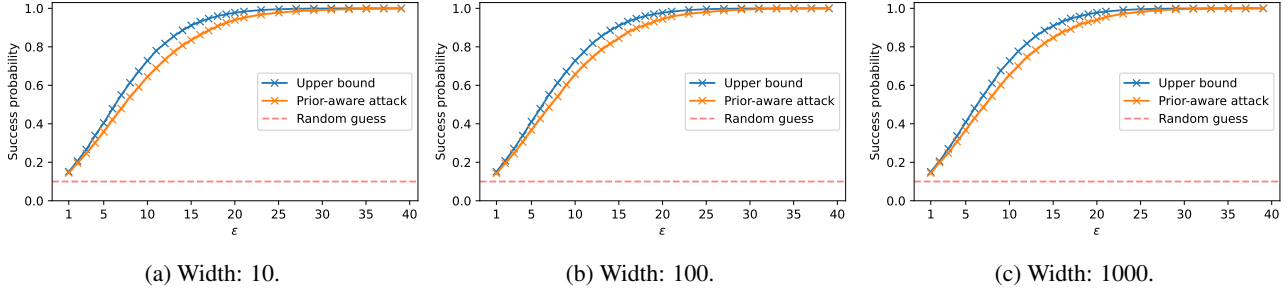 1.0
0.8
0.6
0.4
0.2
0.0
Success probability
Upper bound
Prior-aware attack
Random guess
1 5 10 15 20 25 30 35 40
ε
(a) Width: 10.
1.0
0.8
0.6
0.4
0.2
0.0
Success probability
Upper bound
Prior-aware attack
Random guess
1 5 10 15 20 25 30 35 40
ε
(b) Width: 100.
1.0
0.8
0.6
0.4
0.2
0.0
Success probability
Upper bound
Prior-aware attack
Random guess
1 5 10 15 20 25 30 35 40
ε
(c) Width: 1000.